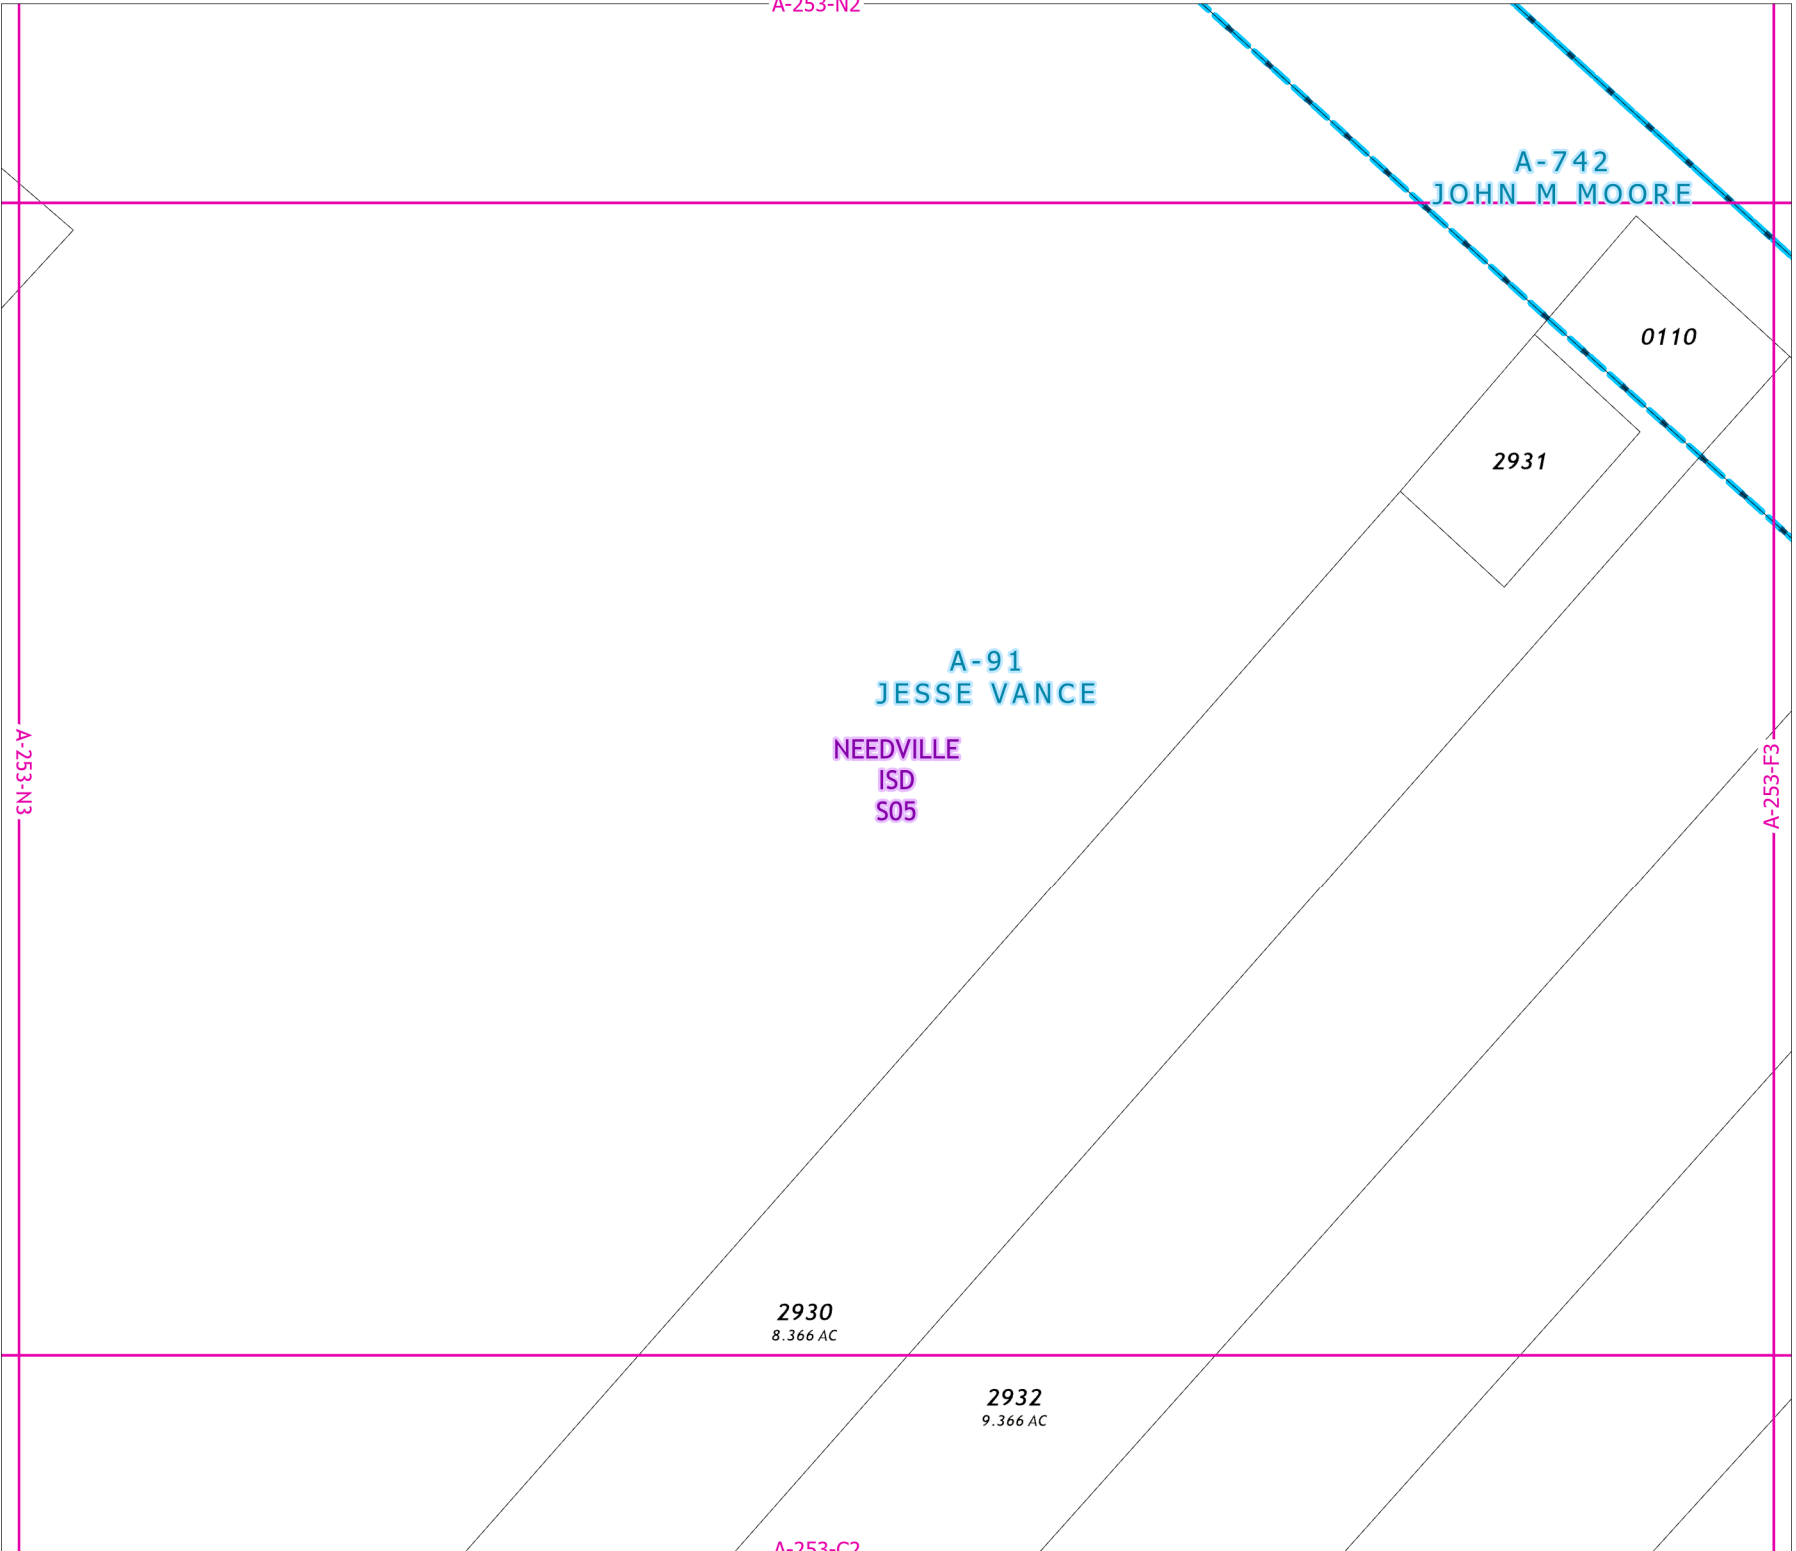 A-253-N2
A-742
JOHN M MOORE
0110
2931
A-91
JESSE VANCE
NEEDVILLE
ISD
S05
A-253-N3
A-253-F3
2930
8.366 AC
2932
9.366 AC
A-253-C2